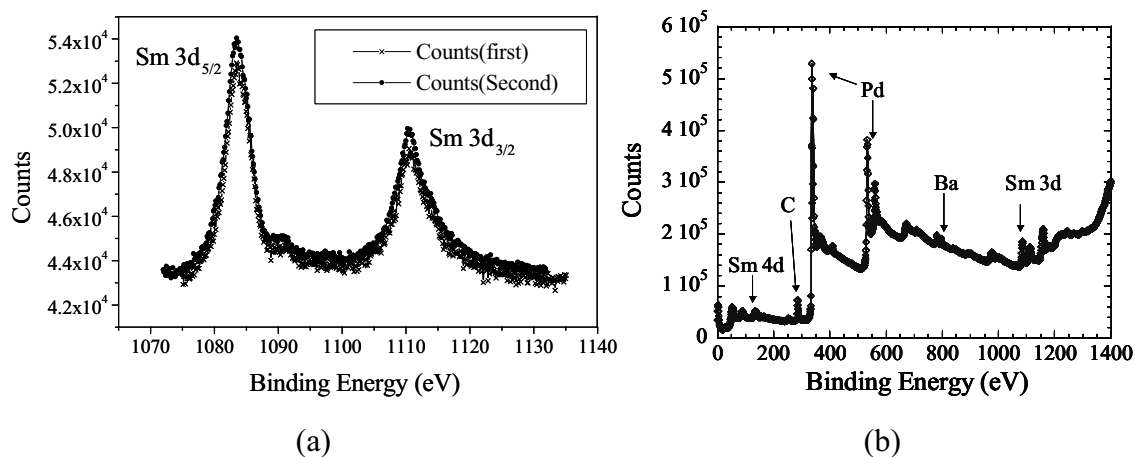 5.4x10⁴
5.2x10⁴
5.0x10⁴
4.8x10⁴
4.6x10⁴
4.4x10⁴
4.2x10⁴
Counts
Sm 3d₅/₂
Sm 3d₃/₂
Counts(first)
Counts(Second)
1070 1080 1090 1100 1110 1120 1130 1140
Binding Energy (eV)
(a)
6 10⁵
5 10⁵
4 10⁵
3 10⁵
2 10⁵
1 10⁵
0
Counts
Pd
Ba
Sm 3d
C
Sm 4d
0 200 400 600 800 1000 1200 1400
Binding Energy (eV)
(b)